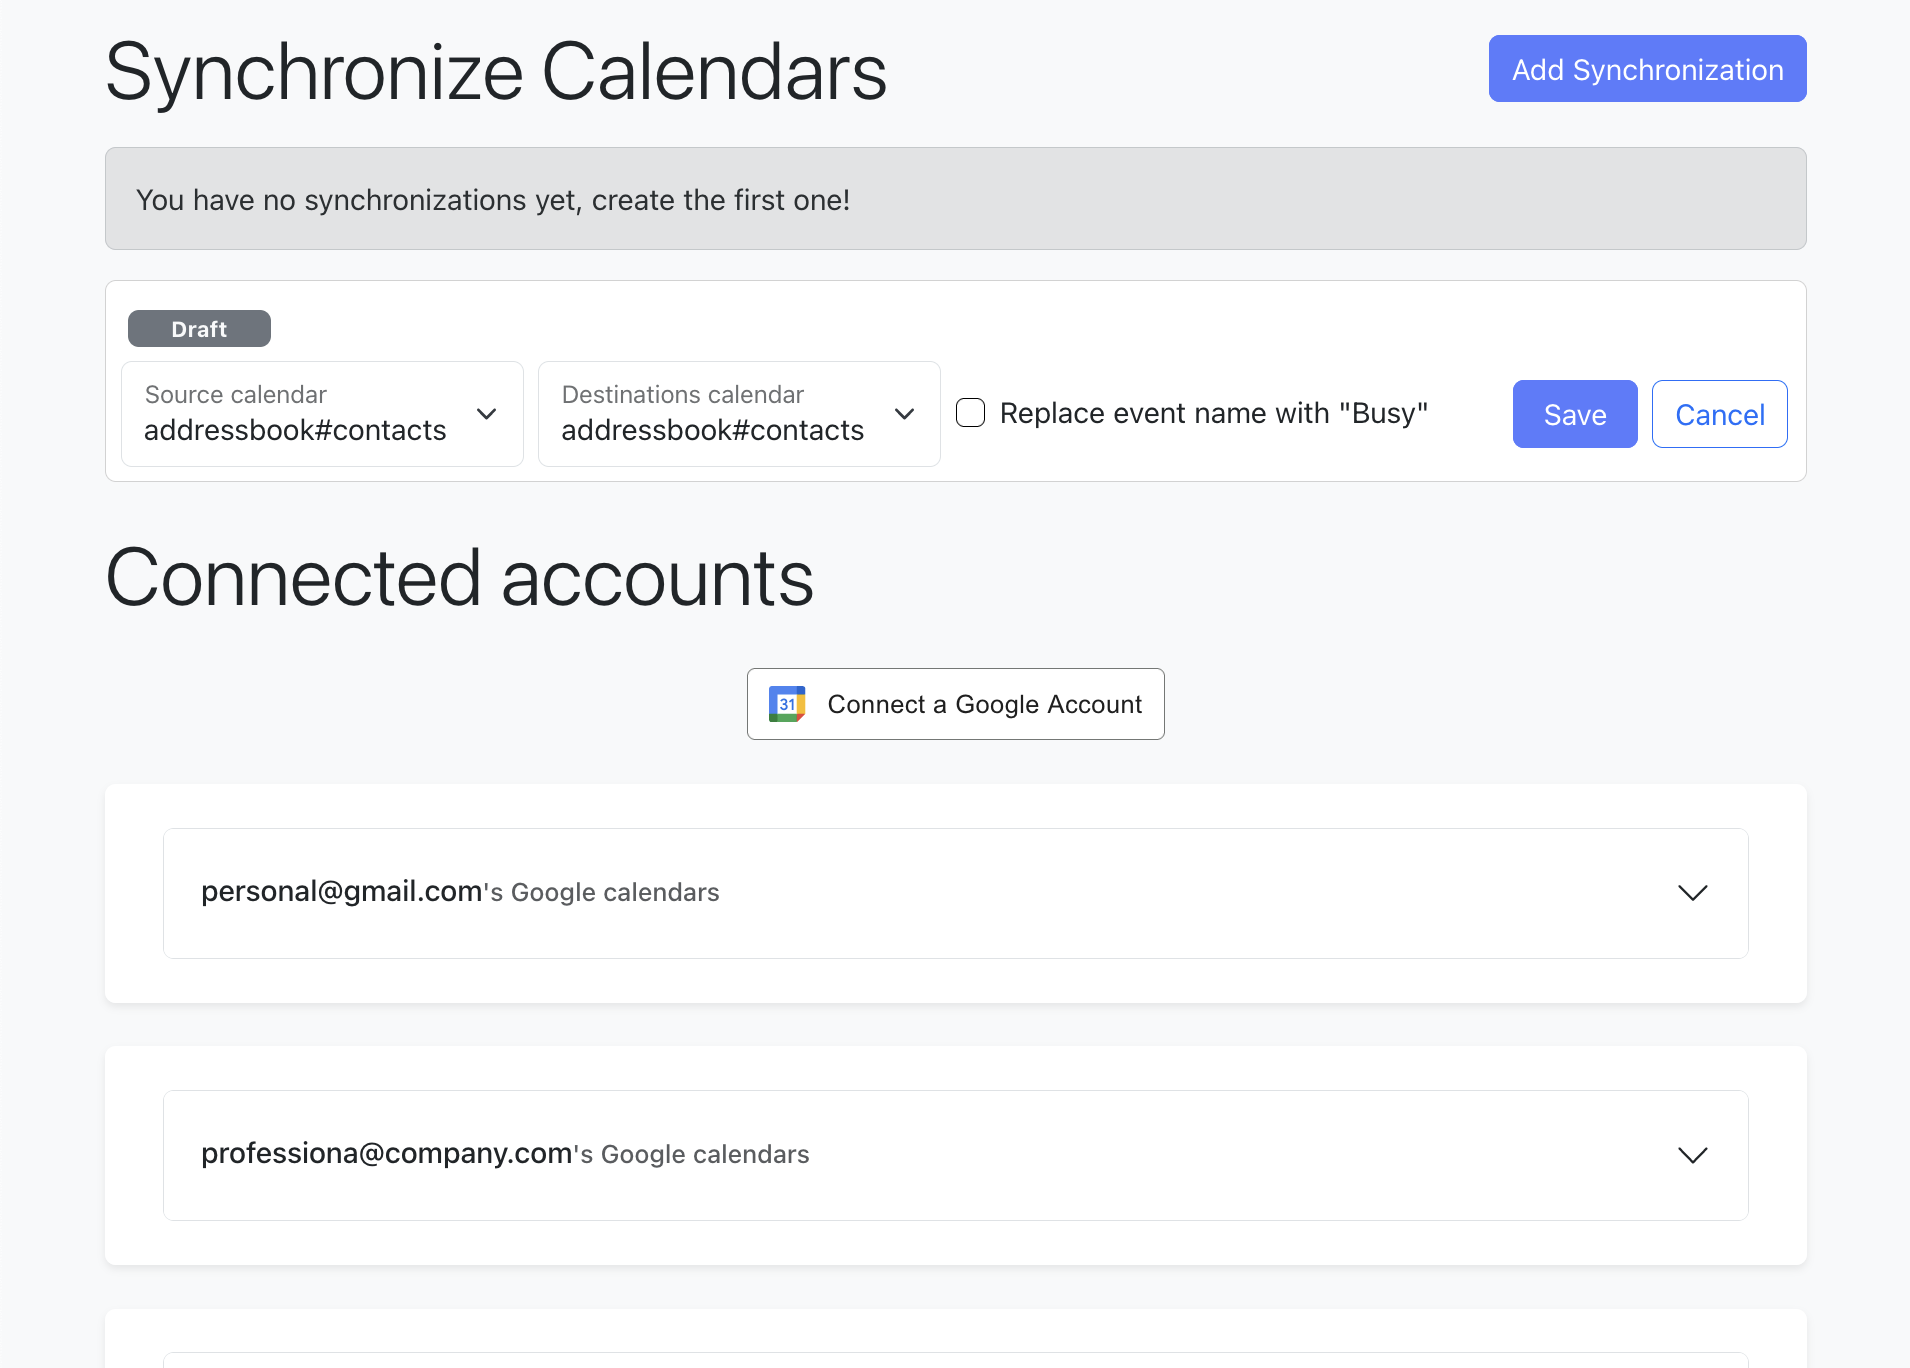 Synchronize Calendars
Add Synchronization
You have no synchronizations yet, create the first one!
Draft
Source calendar
addressbook#contacts
Destinations calendar
addressbook#contacts
Replace event name with "Busy"
Save
Cancel
Connected accounts
31
Connect a Google Account
personal@gmail.com's Google calendars
professiona@company.com's Google calendars